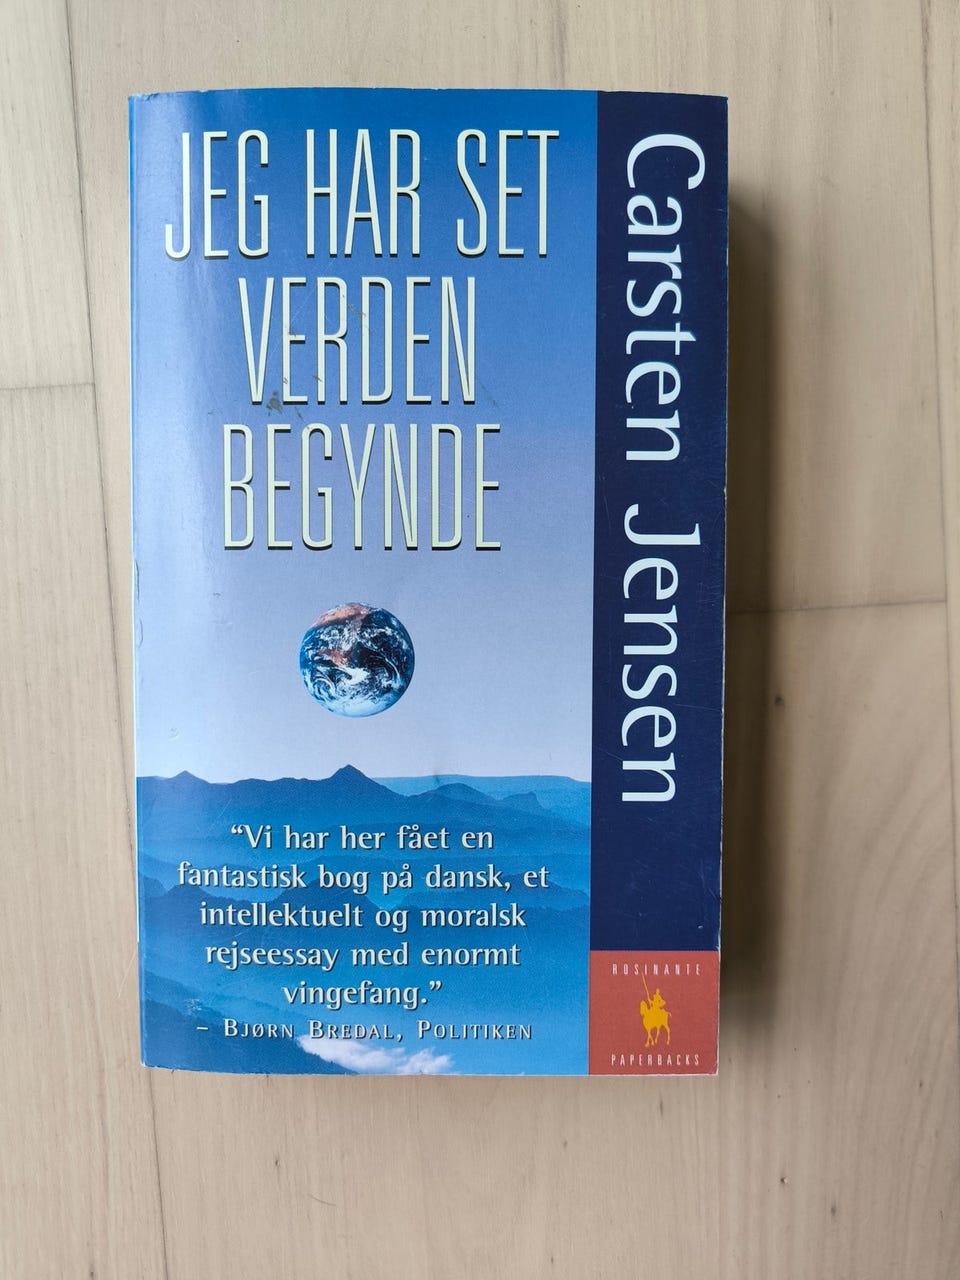 JEG HAR SET
VERDEN
BEGYNDE
Carsten Jensen
“Vi har her fået en
fantastisk bog på dansk, et
intellektuelt og moralsk
rejseessay med enormt
vingefang.”
– BJØRN BREDAL, POLITIKEN
ROSINANTE
PAPERBACKS